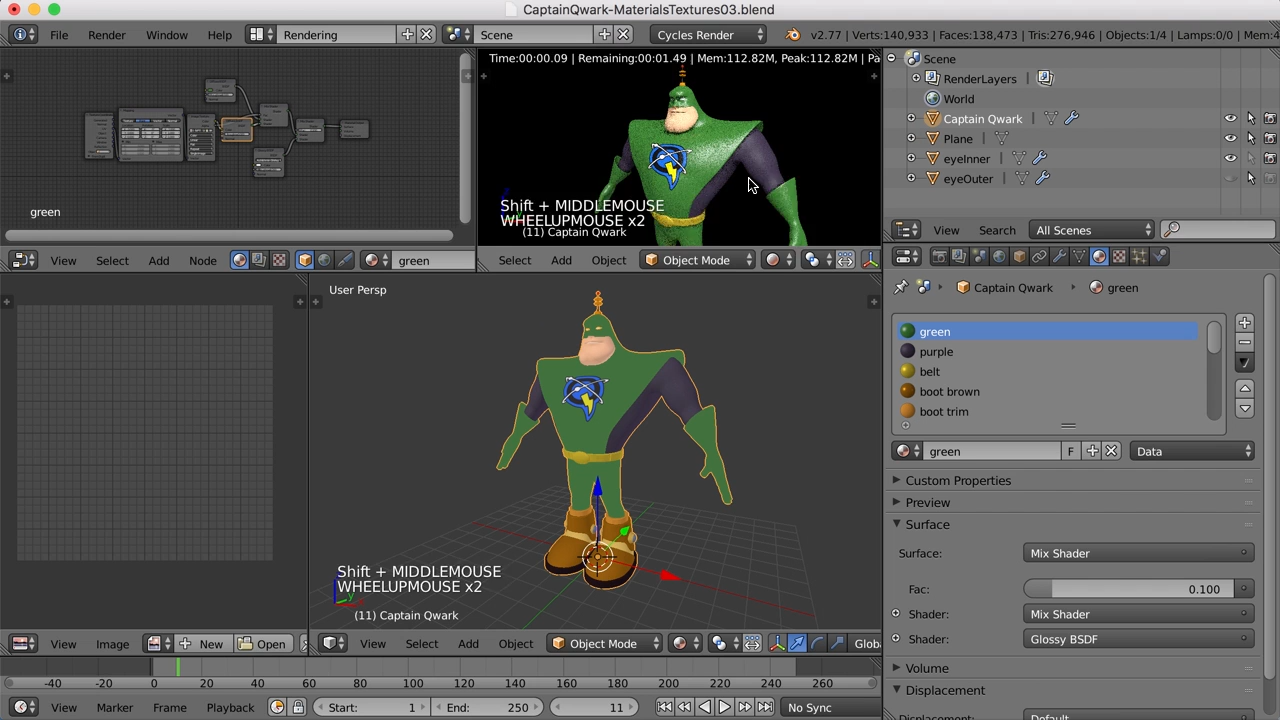 CaptainQwark-MaterialsTextures03.blend
File Render Window Help Rendering Scene Cycles Render v2.77 | Verts:140,933 | Faces:138,473 | Tris:276,946 | Objects:1/4 | Lamps:0/0 | Mem:4
Time:00:00.09 | Remaining:00:01.49 | Mem:112.82M, Peak:112.82M | Pa
Shift + MIDDLEMOUSE
WHEELUPMOUSE x2
(11) Captain Qwark
green
View Select Add Node green
Select Add Object Object Mode
Scene
RenderLayers
World
Captain Qwark
Plane
eyeInner
eyeOuter
View Search All Scenes
Captain Qwark green
green
purple
belt
boot brown
boot trim
green F Data
Custom Properties
Preview
Surface
Surface: Mix Shader
Fac: 0.100
Shader: Mix Shader
Shader: Glossy BSDF
Volume
Displacement
Displacement: Default
User Persp
Shift + MIDDLEMOUSE
WHEELUPMOUSE x2
(11) Captain Qwark
View Image New Open
View Select Add Object Object Mode Globa
-40 -20 0 20 40 60 80 100 120 140 160 180 200 220 240 260
View Marker Frame Playback Start: 1 End: 250 11 No Sync